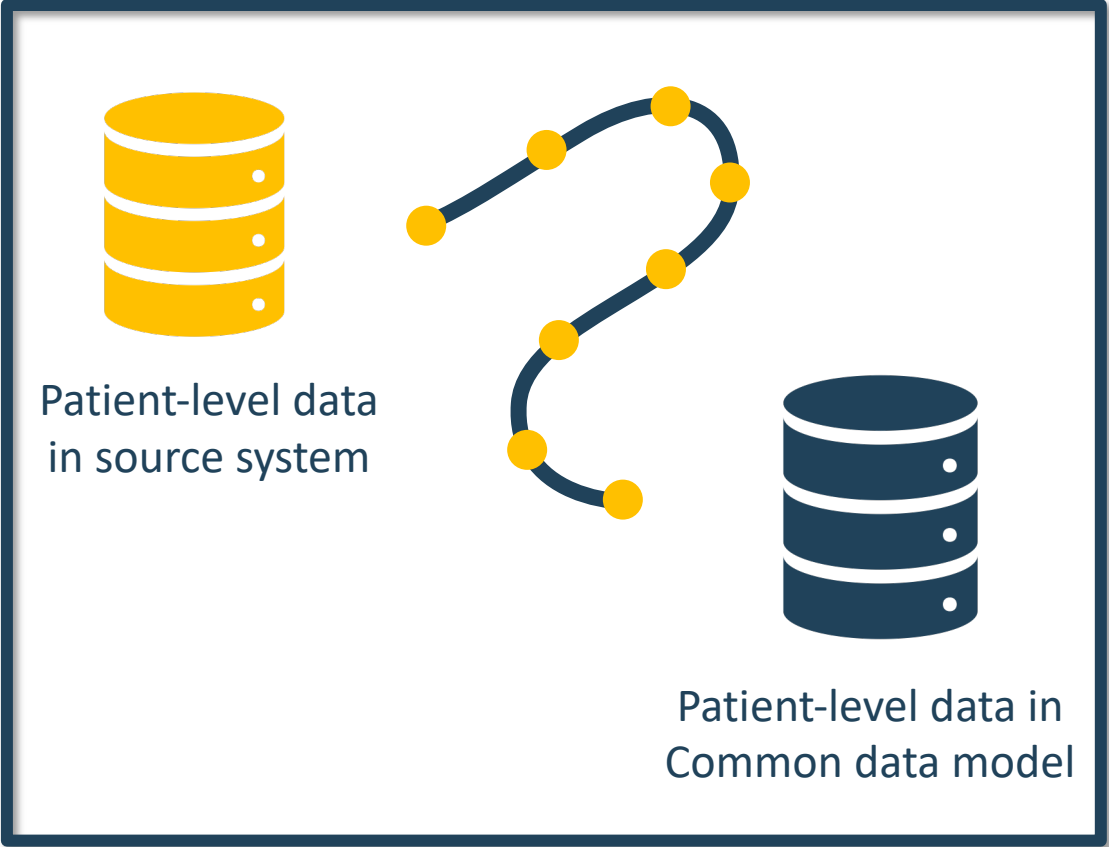 Patient-level data
in source system
Patient-level data in
Common data model